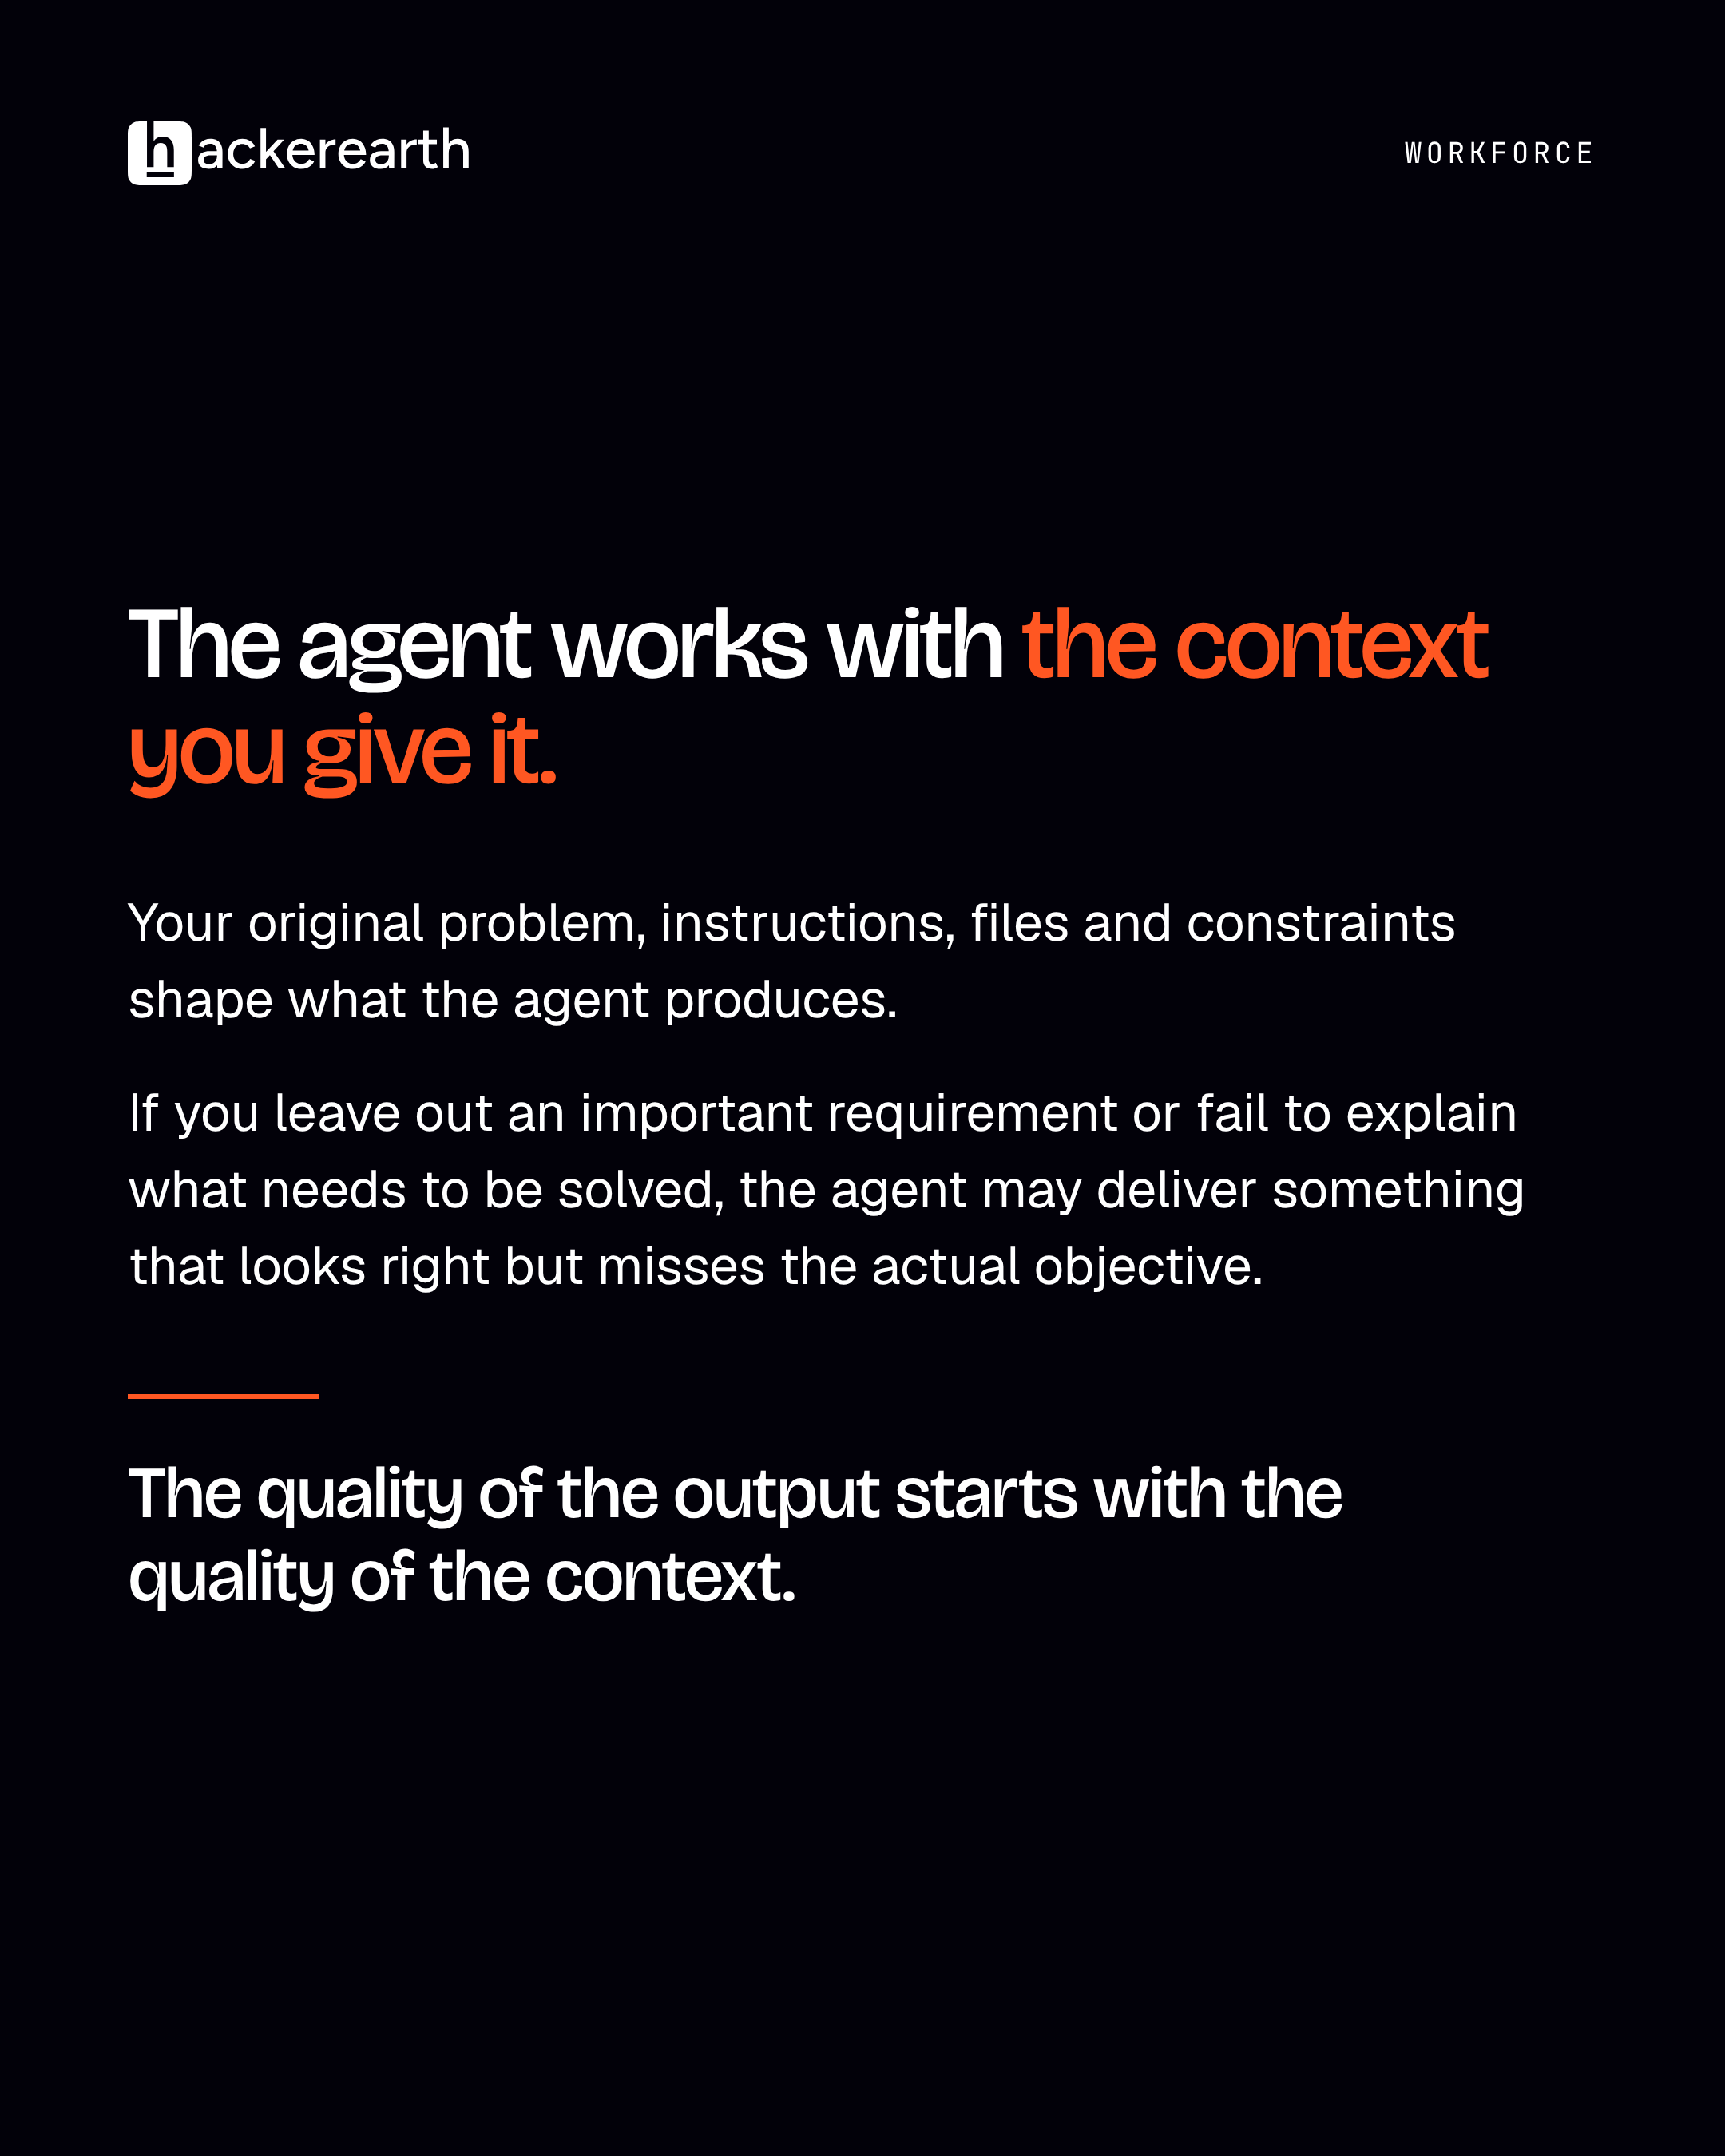 hackerearth
WORKFORCE
The agent works with the context
you give it.
Your original problem, instructions, files and constraints
shape what the agent produces.
If you leave out an important requirement or fail to explain
what needs to be solved, the agent may deliver something
that looks right but misses the actual objective.
The quality of the output starts with the
quality of the context.